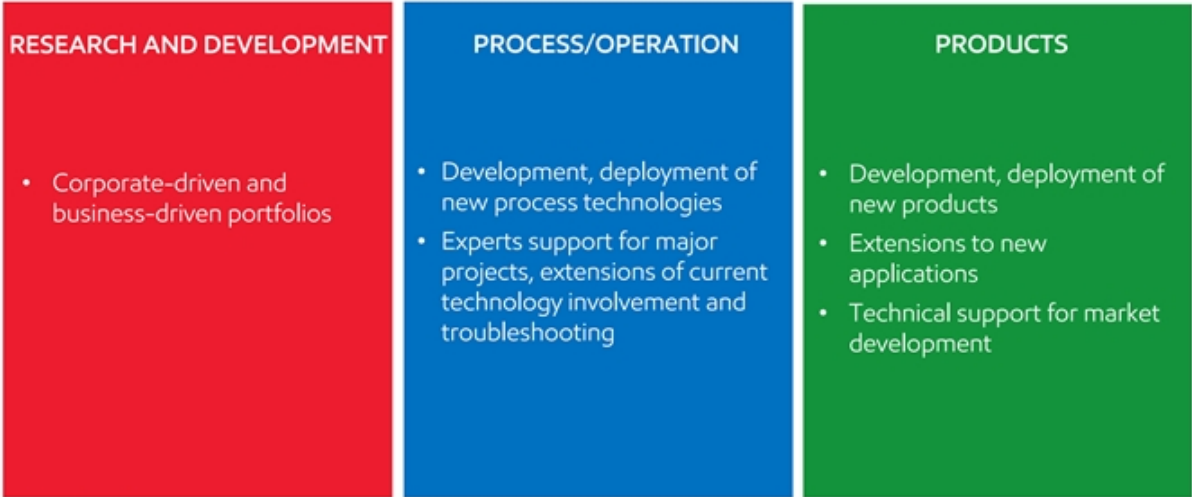 RESEARCH AND DEVELOPMENT
• Corporate-driven and
business-driven portfolios
PROCESS/OPERATION
• Development, deployment of
new process technologies
• Experts support for major
projects, extensions of current
technology involvement and
troubleshooting
PRODUCTS
• Development, deployment of
new products
• Extensions to new
applications
• Technical support for market
development